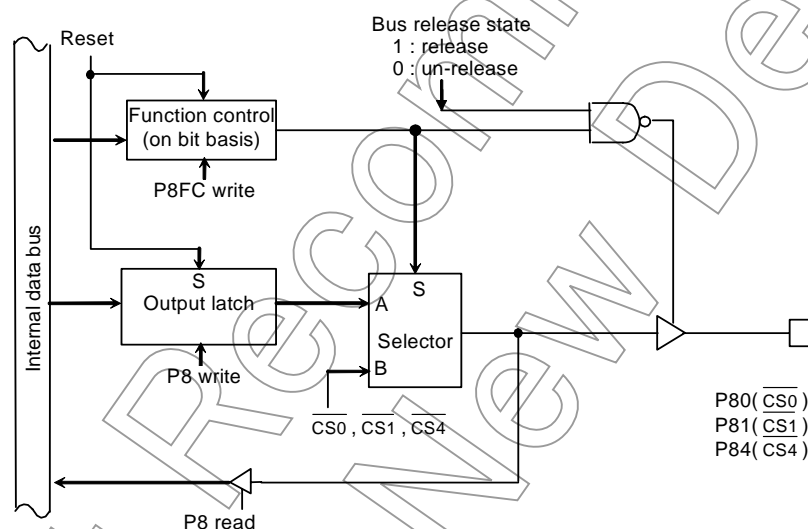 Reset
Bus release state
1 : release
0 : un-release
Function control
(on bit basis)
P8FC write
Internal data bus
S
Output latch
P8 write
A
S
Selector
B
CS0 , CS1 , CS4
P80( CS0 )
P81( CS1 )
P84( CS4 )
P8 read